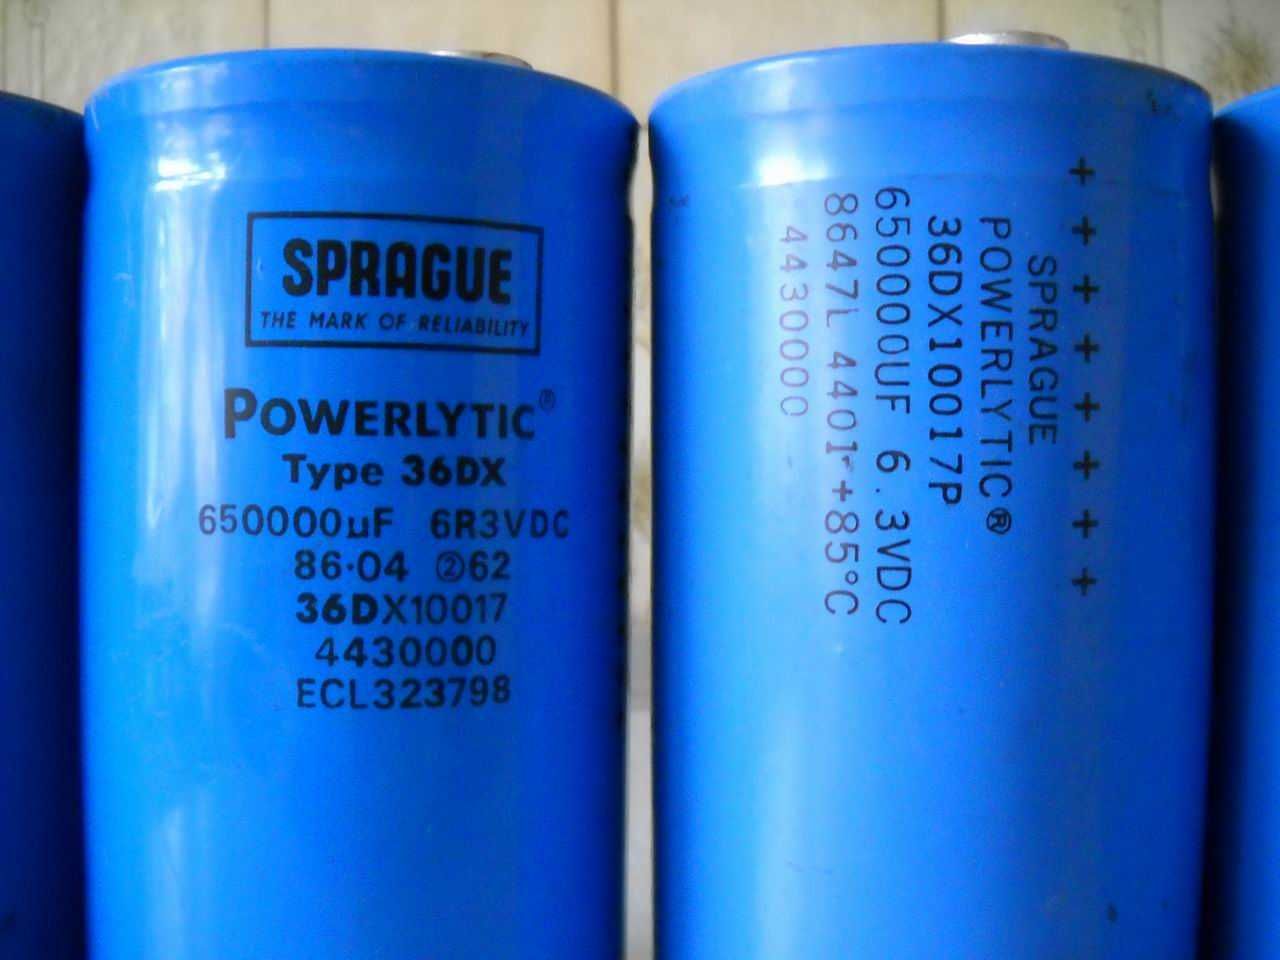 SPRAGUE
THE MARK OF RELIABILITY
POWERLYTIC®
Type 36DX
650000µF 6R3VDC
86·04 ②62
36DX10017
4430000
ECL323798
+ + + + + + + +
SPRAGUE
POWERLYTIC®
36DX10017P
650000UF 6.3VDC
8647L 4401- +85°C
4430000